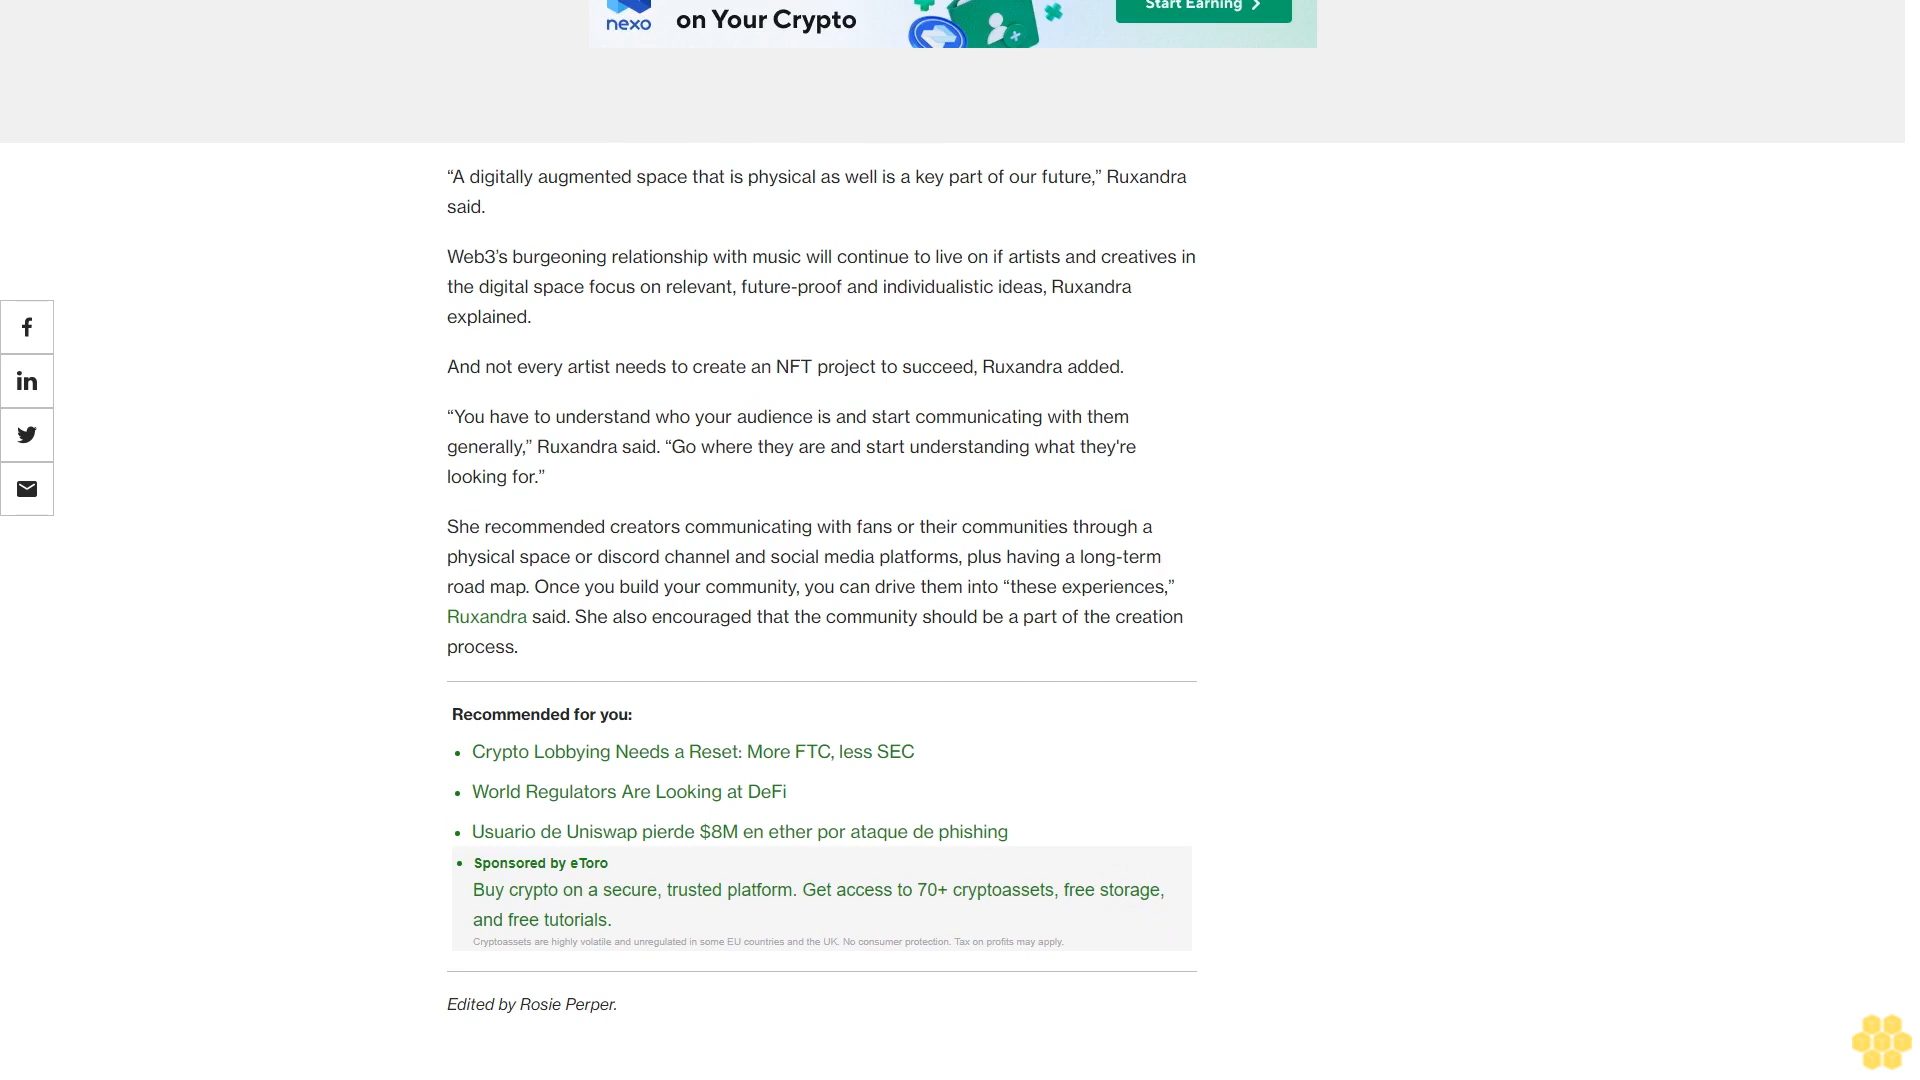 nexo
on Your Crypto
Start Earning
“A digitally augmented space that is physical as well is a key part of our future,” Ruxandra
said.
Web3’s burgeoning relationship with music will continue to live on if artists and creatives in
the digital space focus on relevant, future-proof and individualistic ideas, Ruxandra
explained.
And not every artist needs to create an NFT project to succeed, Ruxandra added.
“You have to understand who your audience is and start communicating with them
generally,” Ruxandra said. “Go where they are and start understanding what they're
looking for.”
She recommended creators communicating with fans or their communities through a
physical space or discord channel and social media platforms, plus having a long-term
road map. Once you build your community, you can drive them into “these experiences,”
Ruxandra said. She also encouraged that the community should be a part of the creation
process.
Recommended for you:
• Crypto Lobbying Needs a Reset: More FTC, less SEC
• World Regulators Are Looking at DeFi
• Usuario de Uniswap pierde $8M en ether por ataque de phishing
• Sponsored by eToro
Buy crypto on a secure, trusted platform. Get access to 70+ cryptoassets, free storage,
and free tutorials.
Cryptoassets are highly volatile and unregulated in some EU countries and the UK. No consumer protection. Tax on profits may apply.
Edited by Rosie Perper.